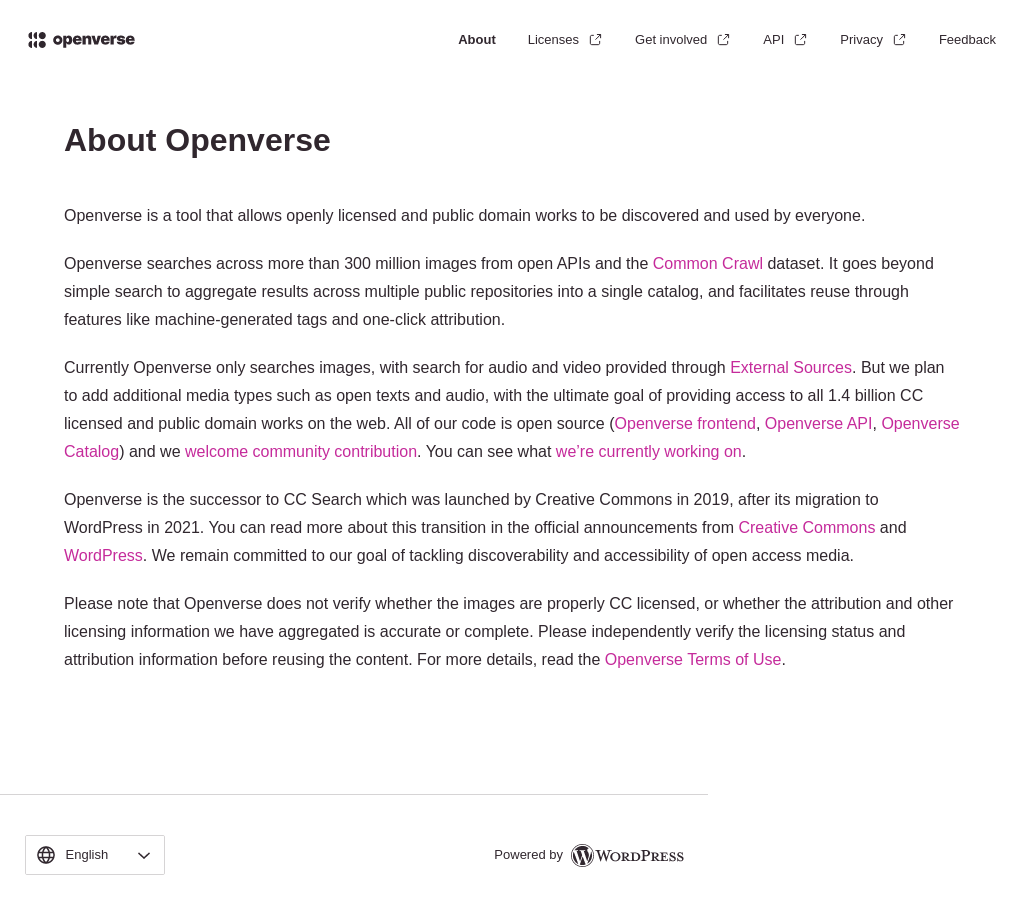 openverse
About Licenses Get involved API Privacy Feedback
About Openverse
Openverse is a tool that allows openly licensed and public domain works to be discovered and used by everyone.
Openverse searches across more than 300 million images from open APIs and the Common Crawl dataset. It goes beyond
simple search to aggregate results across multiple public repositories into a single catalog, and facilitates reuse through
features like machine-generated tags and one-click attribution.
Currently Openverse only searches images, with search for audio and video provided through External Sources. But we plan
to add additional media types such as open texts and audio, with the ultimate goal of providing access to all 1.4 billion CC
licensed and public domain works on the web. All of our code is open source (Openverse frontend, Openverse API, Openverse
Catalog) and we welcome community contribution. You can see what we’re currently working on.
Openverse is the successor to CC Search which was launched by Creative Commons in 2019, after its migration to
WordPress in 2021. You can read more about this transition in the official announcements from Creative Commons and
WordPress. We remain committed to our goal of tackling discoverability and accessibility of open access media.
Please note that Openverse does not verify whether the images are properly CC licensed, or whether the attribution and other
licensing information we have aggregated is accurate or complete. Please independently verify the licensing status and
attribution information before reusing the content. For more details, read the Openverse Terms of Use.
English
Powered by WORDPRESS